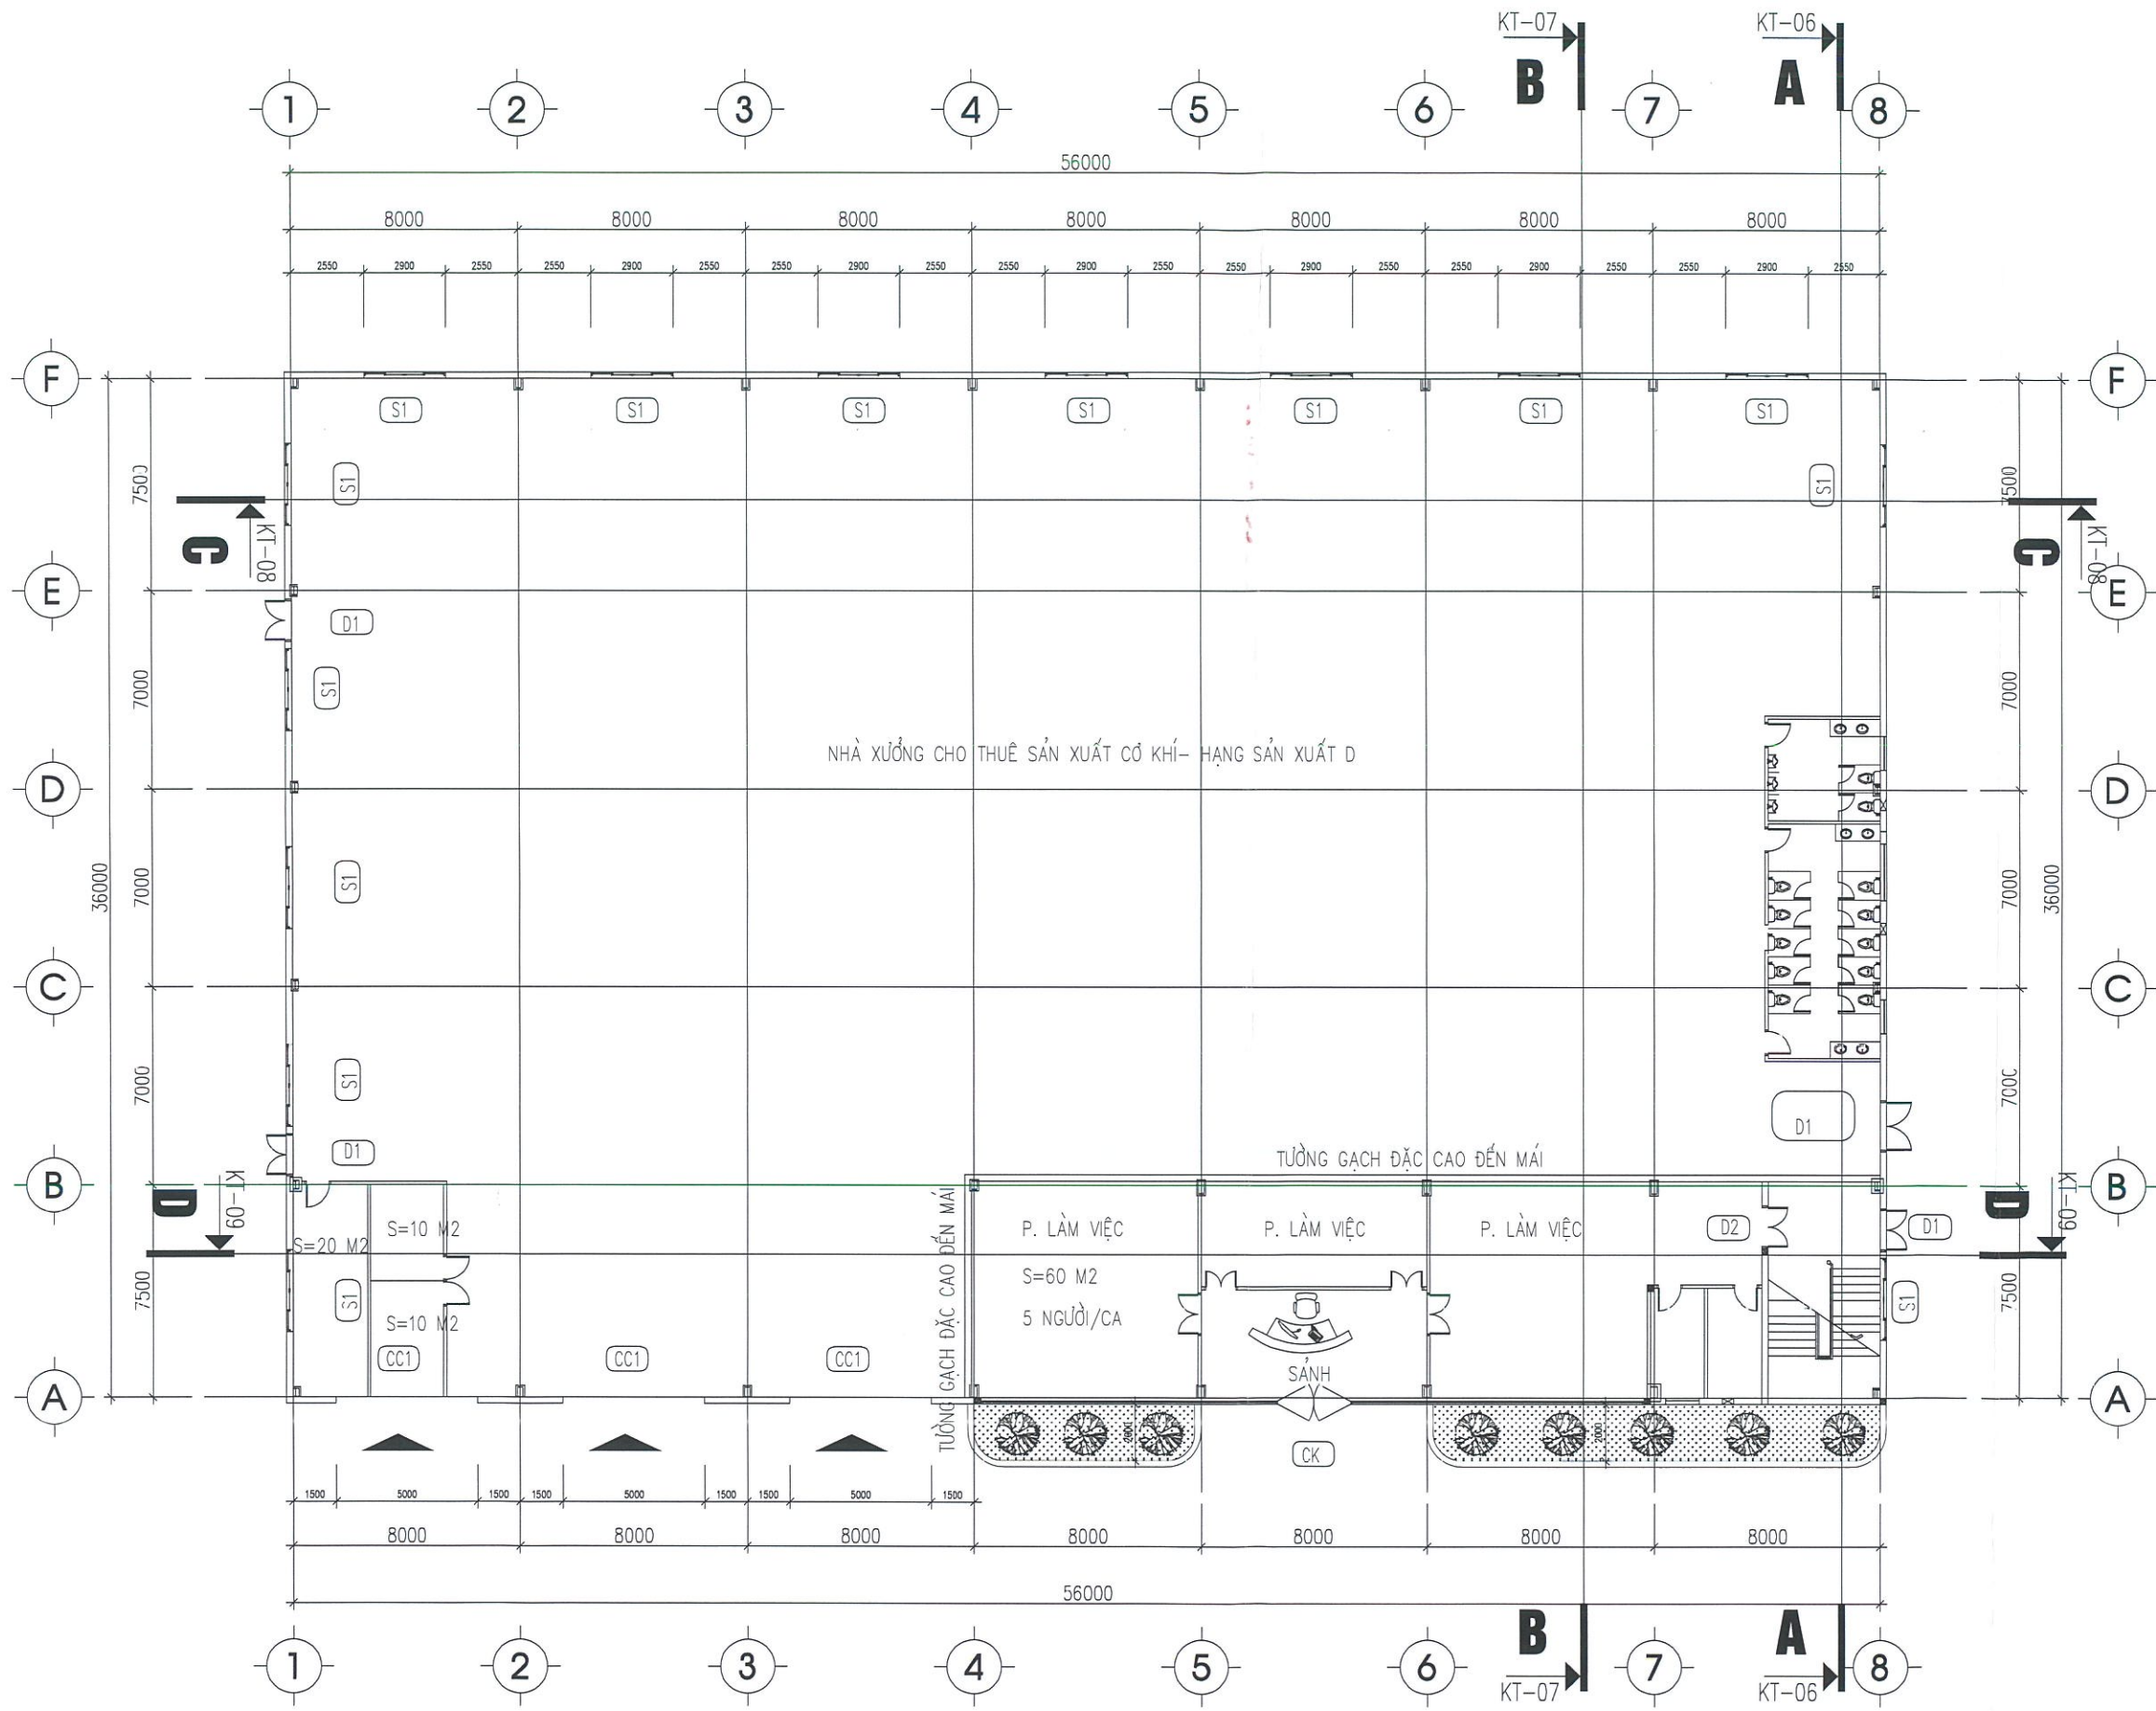 KT-07 KT-06
B A
1 2 3 4 5 6 7 8
56000
8000 8000 8000 8000 8000 8000 8000
2550 2900 2550 2550 2900 2550 2550 2900 2550 2550 2900 2550 2550 2900 2550 2550 2900 2550 2550 2900 2550
F F
S1 S1 S1 S1 S1 S1 S1
7500 S1 S1 7500
C KT-08 C KT-08
E E
D1
7000 S1 7000
NHÀ XƯỞNG CHO THUÊ SẢN XUẤT CƠ KHÍ- HẠNG SẢN XUẤT D
D D
36000 7000 S1 7000 36000
C C
7000 S1 7000
D1 D1
TƯỜNG GẠCH ĐẶC CAO ĐẾN MÁI
B B
D KT-09 D KT-09
S=20 M2 S=10 M2
TƯỜNG GẠCH ĐẶC CAO ĐẾN MÁI
P. LÀM VIỆC P. LÀM VIỆC P. LÀM VIỆC D2 D1
S=60 M2
7500 S1 S1 7500
S=10 M2 5 NGƯỜI/CA
CC1 CC1 CC1 SẢNH
A A
2000 2000
CK
1500 5000 1500 1500 5000 1500 1500 5000 1500
8000 8000 8000 8000 8000 8000 8000
56000
B A
1 2 3 4 5 6 7 8
KT-07 KT-06